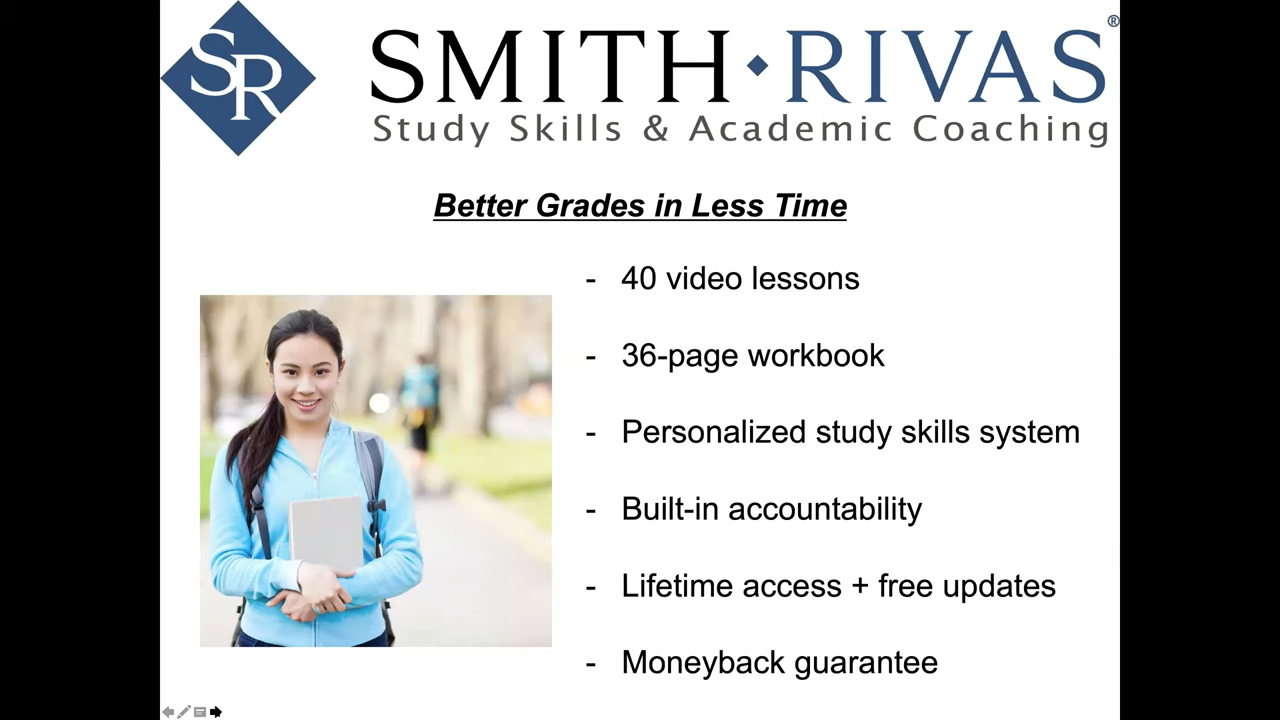 SR
SMITH RIVAS®
Study Skills & Academic Coaching
Better Grades in Less Time
- 40 video lessons
- 36-page workbook
- Personalized study skills system
- Built-in accountability
- Lifetime access + free updates
- Moneyback guarantee